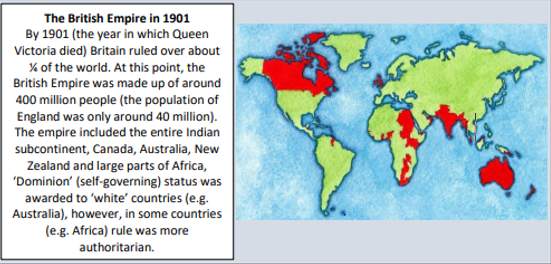 The British Empire in 1901
By 1901 (the year in which Queen
Victoria died) Britain ruled over about
¼ of the world. At this point, the
British Empire was made up of around
400 million people (the population of
England was only around 40 million).
The empire included the entire Indian
subcontinent, Canada, Australia, New
Zealand and large parts of Africa,
‘Dominion’ (self-governing) status was
awarded to ‘white’ countries (e.g.
Australia), however, in some countries
(e.g. Africa) rule was more
authoritarian.